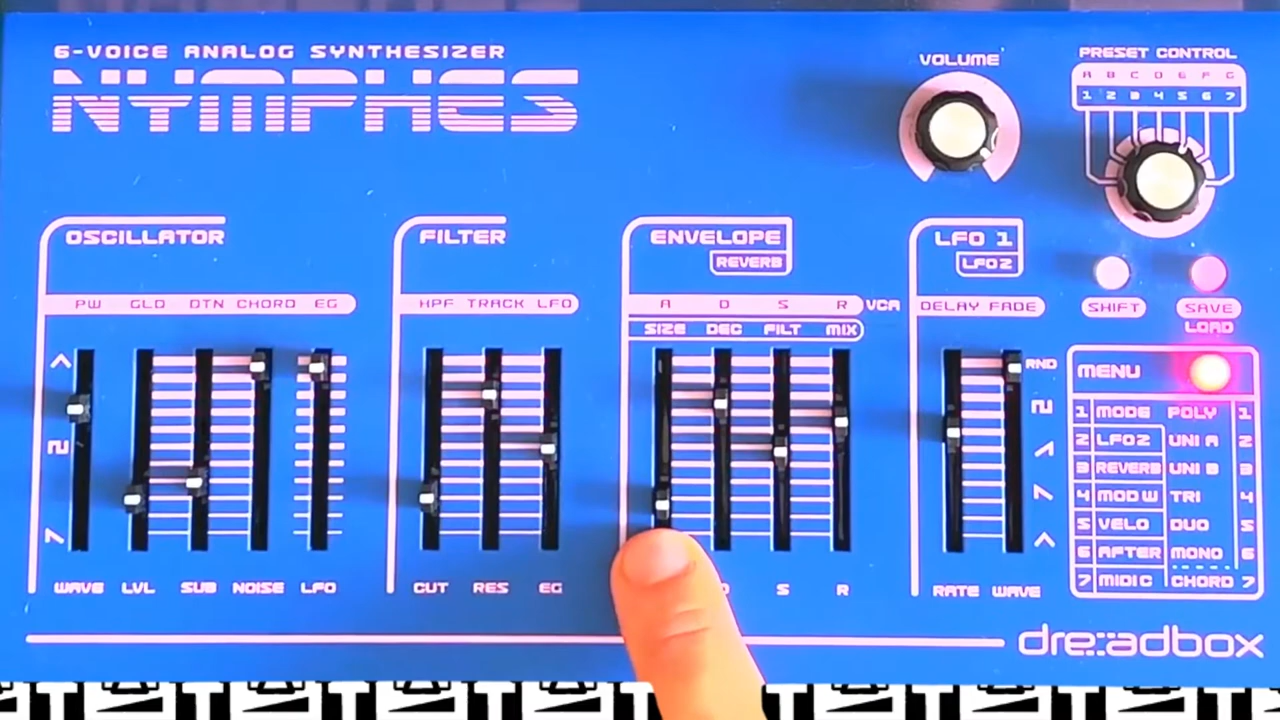 6-VOICE ANALOG SYNTHESIZER
NYMPHES
VOLUME
PRESET CONTROL
A B C D E F G
1 2 3 4 5 6 7
OSCILLATOR
FILTER
ENVELOPE
REVERB
LFO 1
LFO2
PW GLD DTN CHORD EG
HPF TRACK LFO
A D S R VCA
SIZE DEC FILT MIX
DELAY FADE
SHIFT
SAVE
LOAD
RND
MENU
1 MODE POLY 1
2 LFO2 UNI A 2
3 REVERB UNI B 3
4 MOD W TRI 4
5 VELO DUO 5
6 AFTER MONO 6
7 MIDI C CHORD 7
WAVE LVL SUB NOISE LFO
CUT RES EG
S R
RATE WAVE
dre::adbox